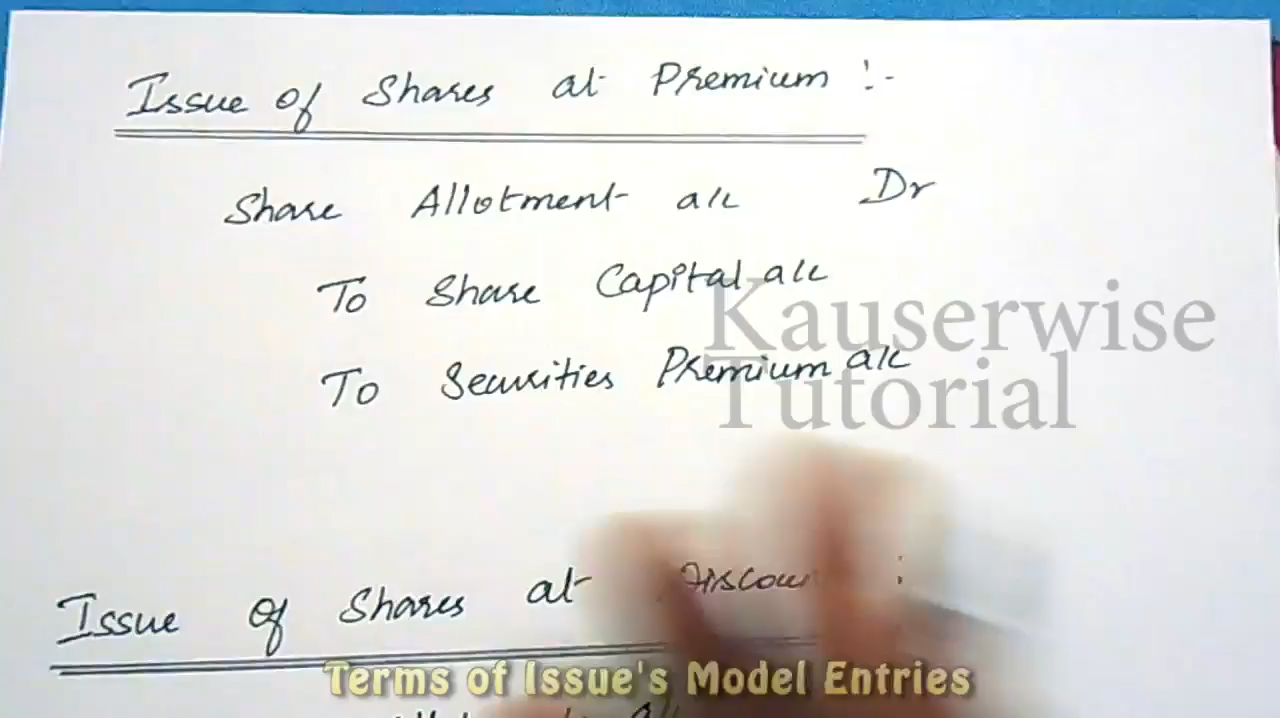 Issue of Shares at Premium :-
Share Allotment a/c Dr
To Share Capital a/c
To Securities Premium a/c
Kauserwise
Tutorial
Issue of Shares at :
Terms of Issue's Model Entries